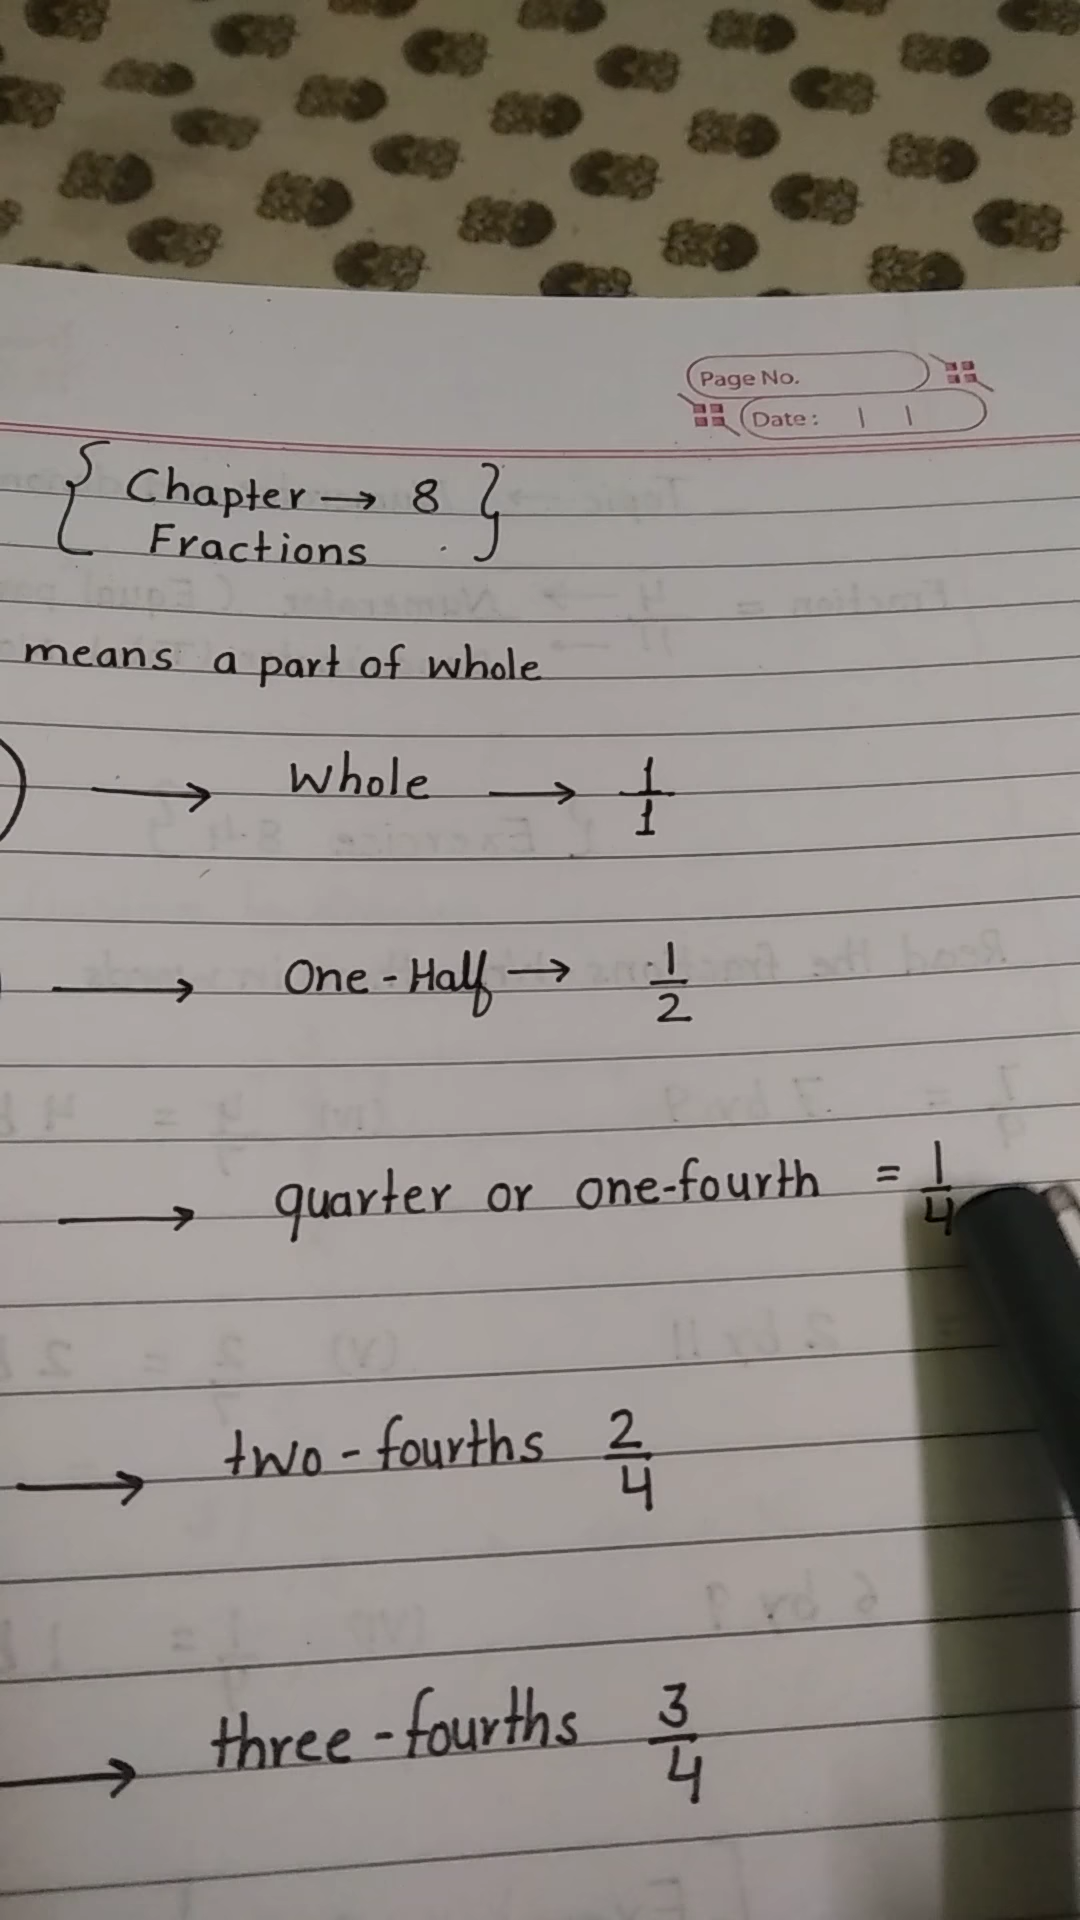 Page No.
Date:
{ Chapter → 8 }
Fractions
means a part of whole
→ Whole → 1/1
→ One-Half → 1/2
→ quarter or one-fourth = 1/4
→ two-fourths 2/4
→ three-fourths 3/4